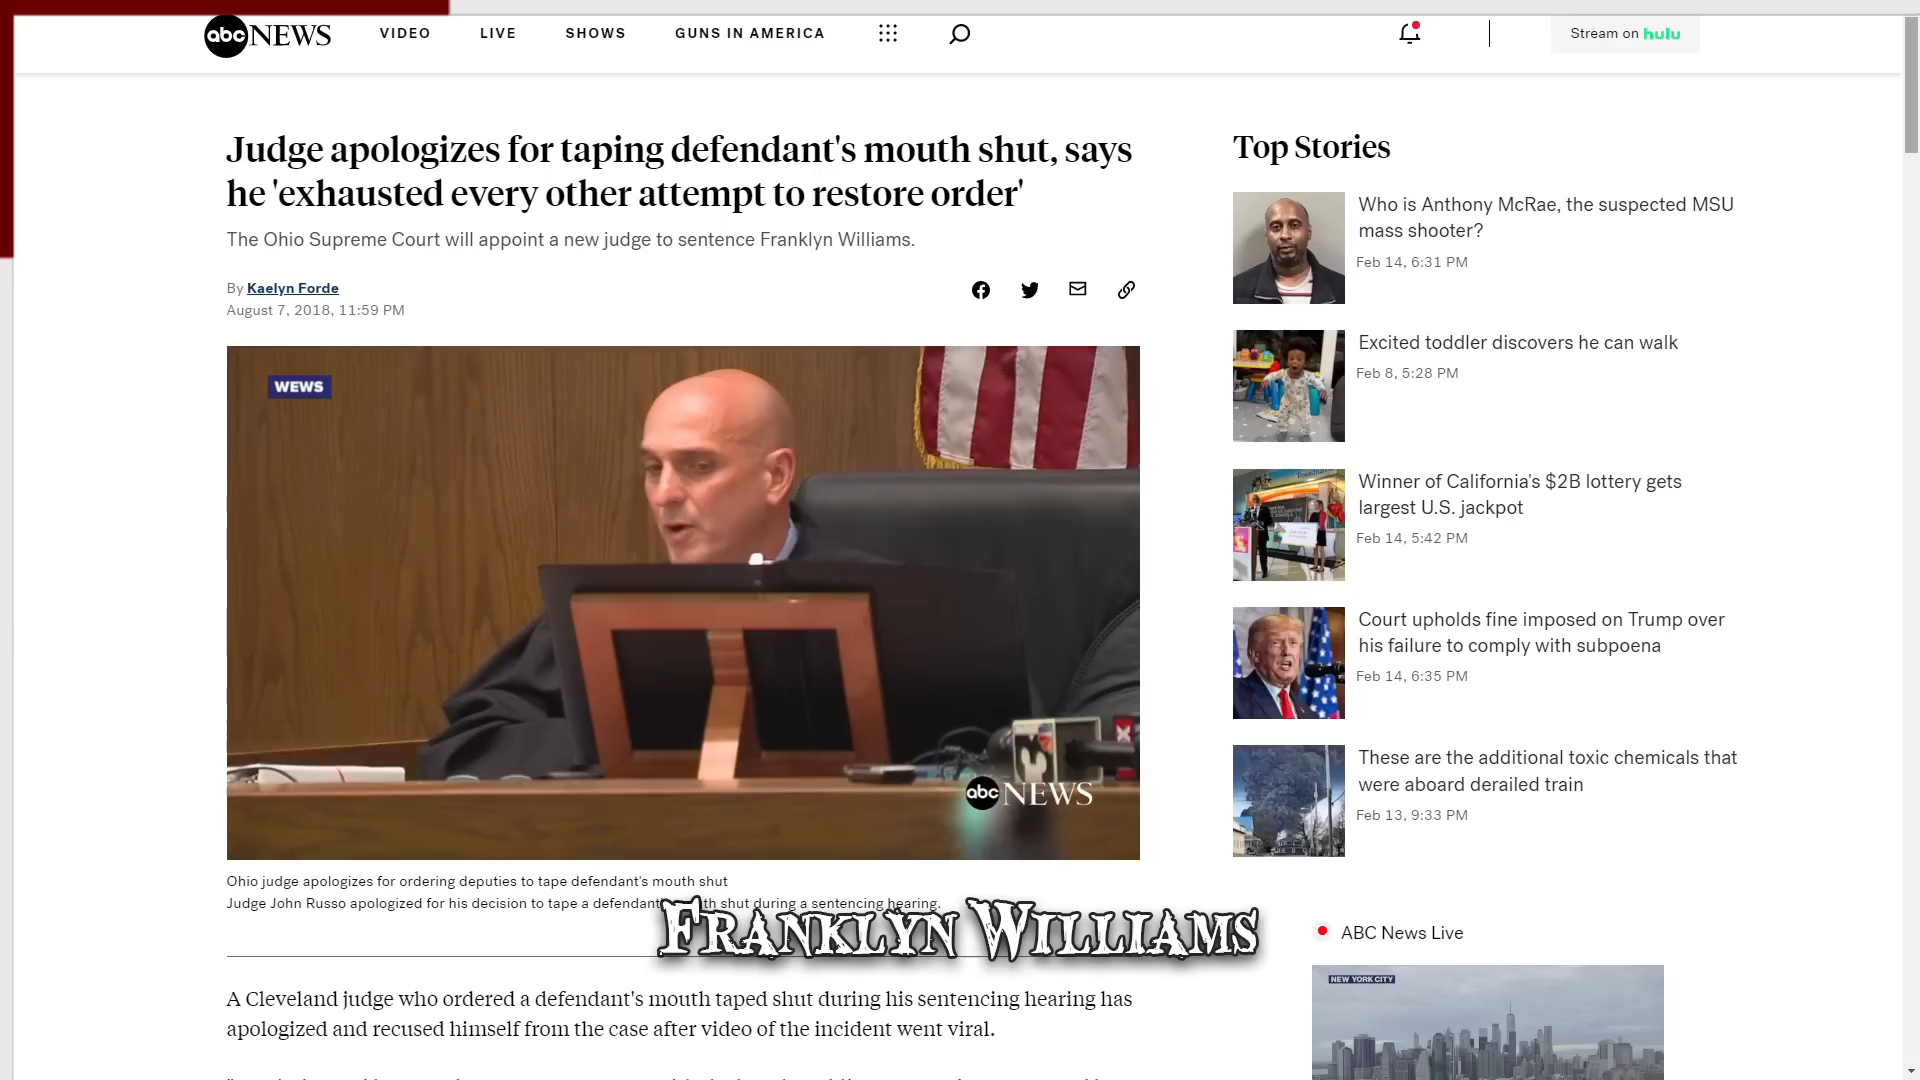 abc NEWS
VIDEO
LIVE
SHOWS
GUNS IN AMERICA
Stream on hulu
Judge apologizes for taping defendant's mouth shut, says
he 'exhausted every other attempt to restore order'
The Ohio Supreme Court will appoint a new judge to sentence Franklyn Williams.
By Kaelyn Forde
August 7, 2018, 11:59 PM
WEWS
abc NEWS
Ohio judge apologizes for ordering deputies to tape defendant's mouth shut
Judge John Russo apologized for his decision to tape a defendant th shut during a sentencing hearing.
Franklyn Williams
A Cleveland judge who ordered a defendant's mouth taped shut during his sentencing hearing has
apologized and recused himself from the case after video of the incident went viral.
Top Stories
Who is Anthony McRae, the suspected MSU
mass shooter?
Feb 14, 6:31 PM
Excited toddler discovers he can walk
Feb 8, 5:28 PM
Winner of California's $2B lottery gets
largest U.S. jackpot
Feb 14, 5:42 PM
Court upholds fine imposed on Trump over
his failure to comply with subpoena
Feb 14, 6:35 PM
These are the additional toxic chemicals that
were aboard derailed train
Feb 13, 9:33 PM
ABC News Live
NEW YORK CITY